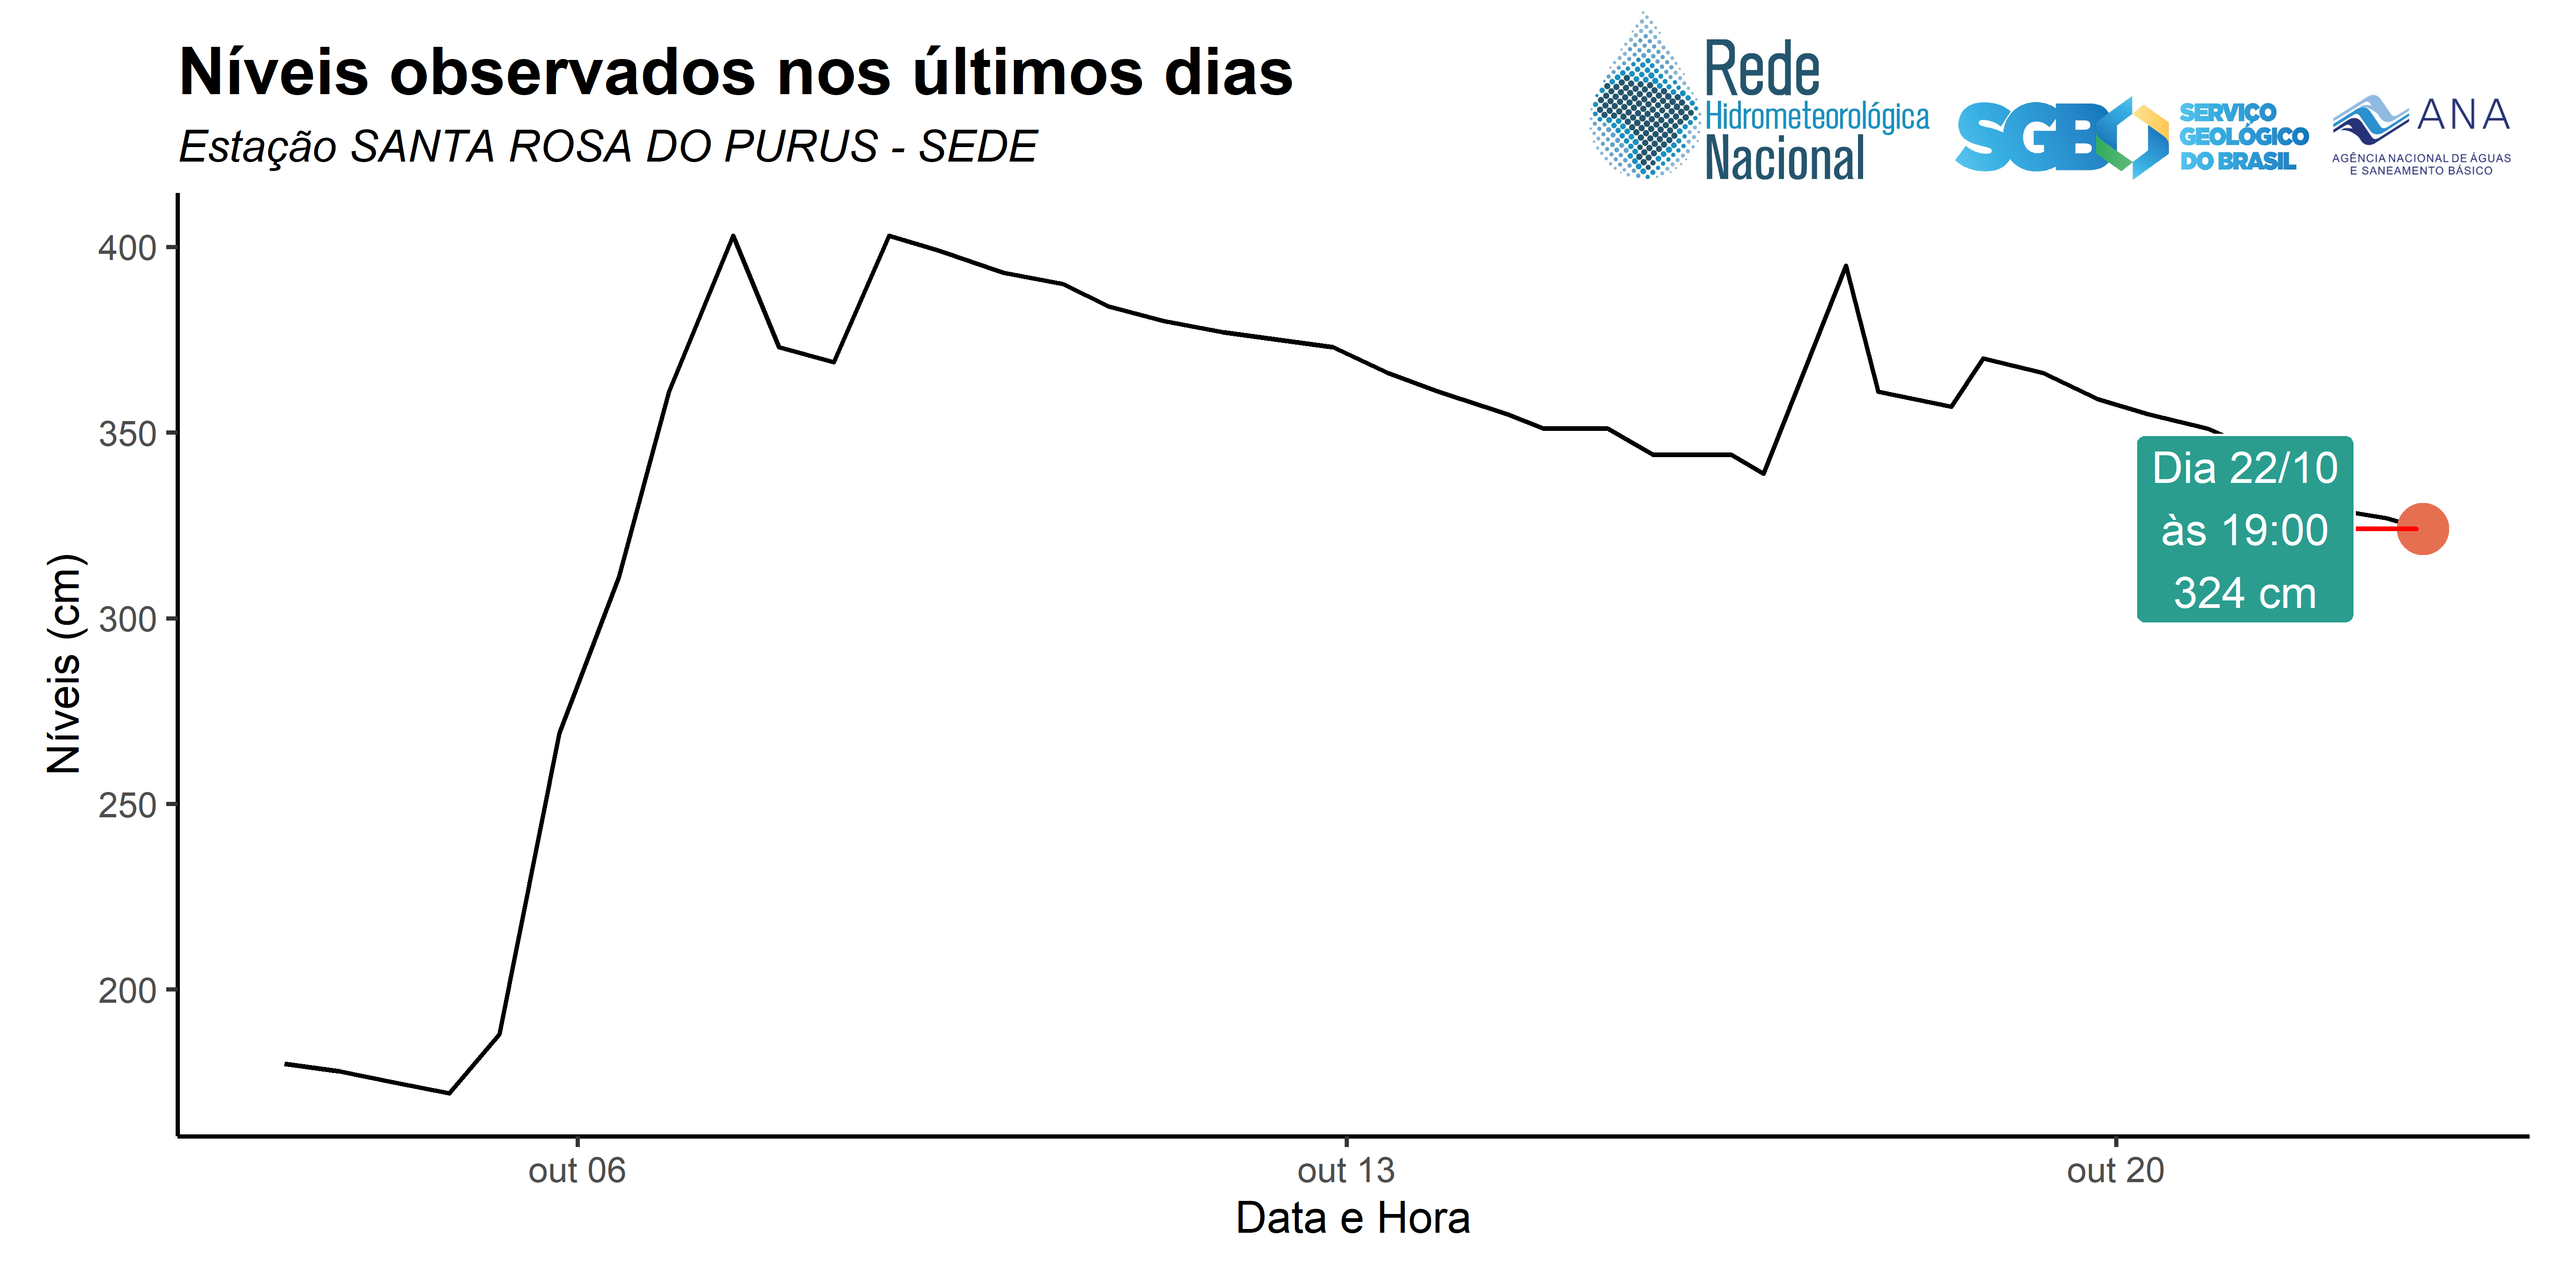 Níveis observados nos últimos dias
Estação SANTA ROSA DO PURUS - SEDE
Rede
Hidrometeorológica
Nacional
SGB
SERVIÇO
GEOLÓGICO
DO BRASIL
ANA
AGÊNCIA NACIONAL DE ÁGUAS
E SANEAMENTO BÁSICO
Níveis (cm)
400
350
300
250
200
Dia 22/10
às 19:00
324 cm
out 06
out 13
out 20
Data e Hora